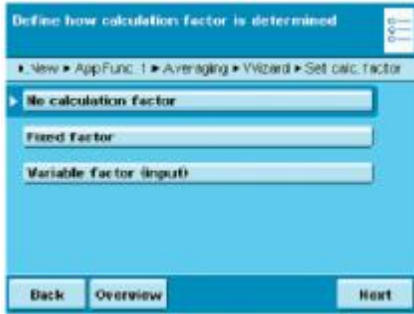 Define how calculation factor is determined
New ▸ AppFunc. 1 ▸ Averaging ▸ Wizard ▸ Set calc. factor
No calculation factor
Fixed factor
Variable factor (input)
Back Overview Next